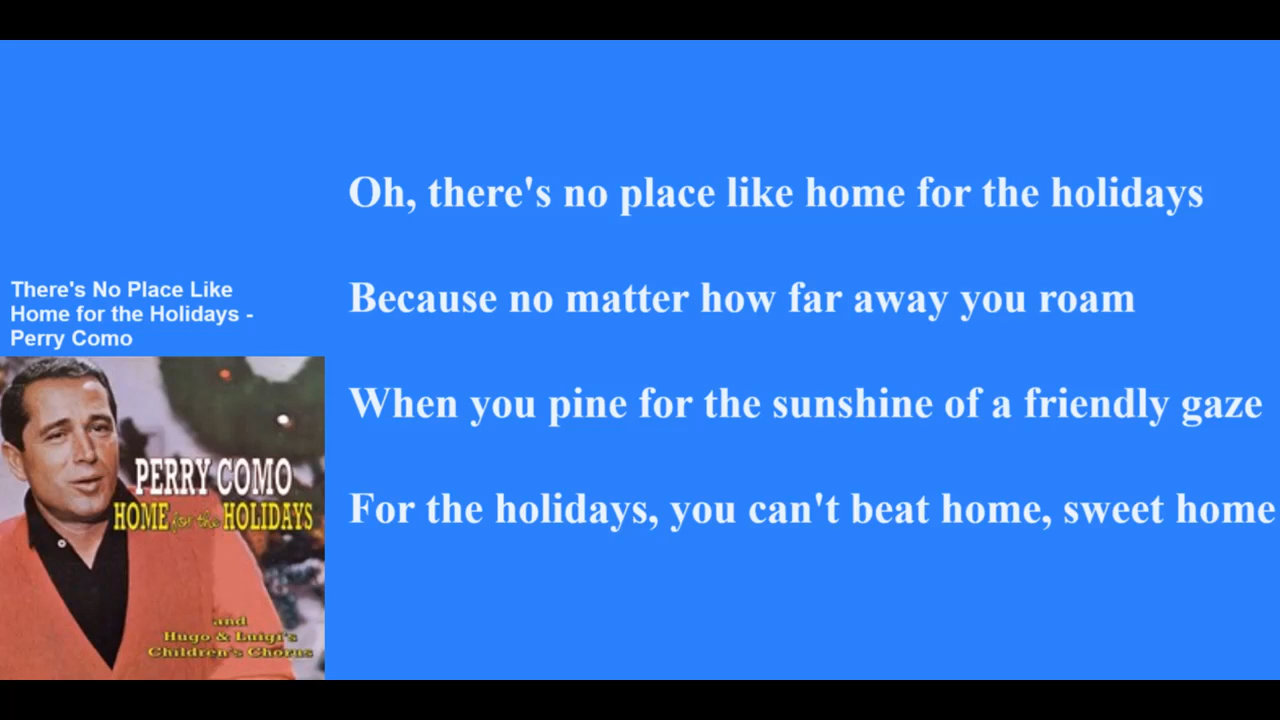 Oh, there's no place like home for the holidays
Because no matter how far away you roam
When you pine for the sunshine of a friendly gaze
For the holidays, you can't beat home, sweet home
There's No Place Like
Home for the Holidays -
Perry Como
PERRY COMO
HOME for the HOLIDAYS
and
Hugo & Luigi's
Children's Chorus